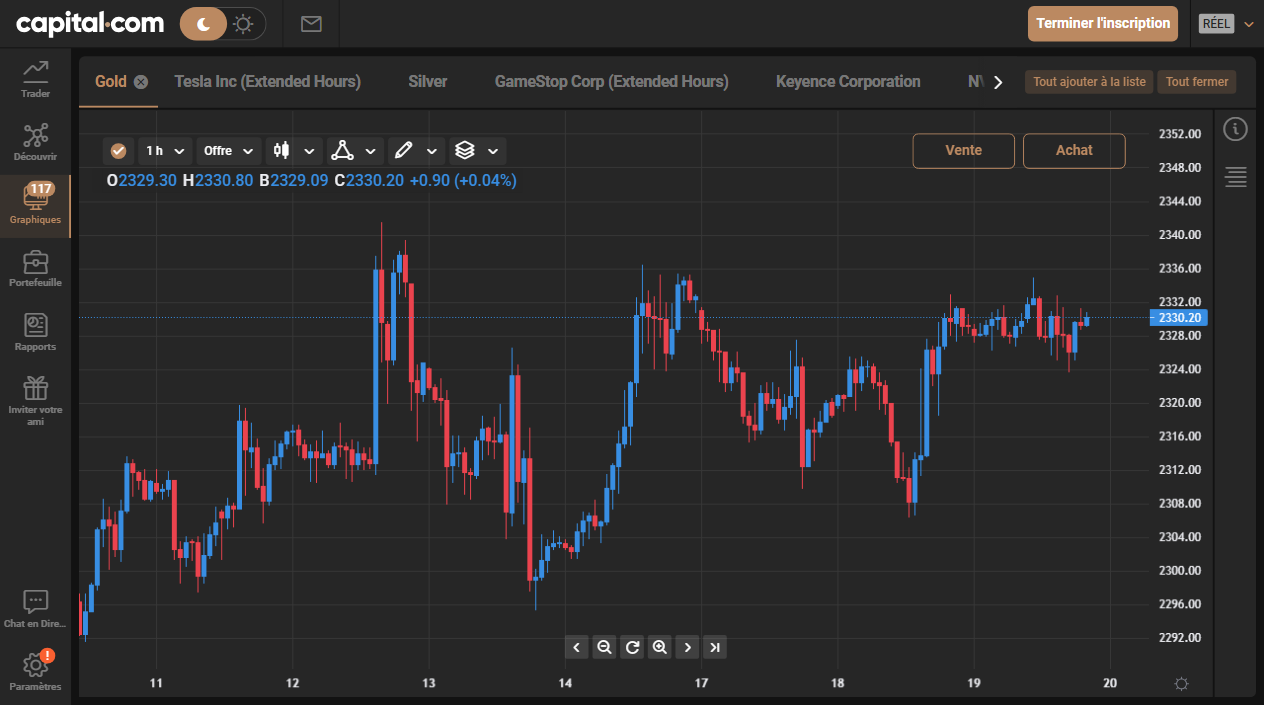 capital.com
Terminer l'inscription
RÉEL
Trader
Découvrir
117
Graphiques
Portefeuille
Rapports
Inviter votre
ami
Chat en Dire...
!
Paramètres
Gold
Tesla Inc (Extended Hours)
Silver
GameStop Corp (Extended Hours)
Keyence Corporation
Tout ajouter à la liste
Tout fermer
1 h
Offre
Vente
Achat
O2329.30 H2330.80 B2329.09 C2330.20 +0.90 (+0.04%)
2352.00
2348.00
2344.00
2340.00
2336.00
2332.00
2330.20
2328.00
2324.00
2320.00
2316.00
2312.00
2308.00
2304.00
2300.00
2296.00
2292.00
11
12
13
14
17
18
19
20